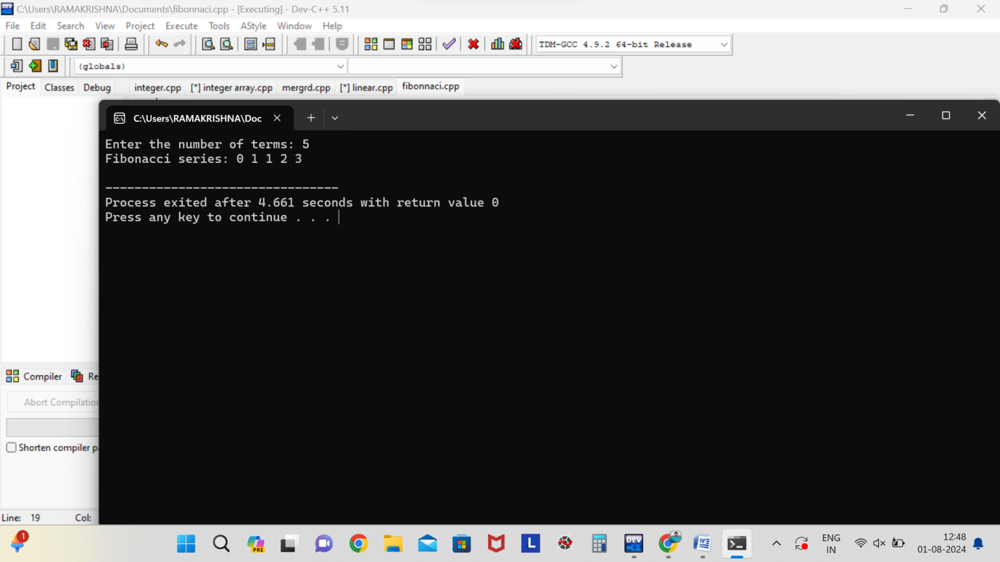 C:\Users\RAMAKRISHNA\Documents\fibonnaci.cpp - [Executing] - Dev-C++ 5.11
File Edit Search View Project Execute Tools AStyle Window Help
TDM-GCC 4.9.2 64-bit Release
(globals)
Project Classes Debug integer.cpp [*] integer array.cpp mergrd.cpp [*] linear.cpp fibonnaci.cpp
C:\Users\RAMAKRISHNA\Doc
Enter the number of terms: 5
Fibonacci series: 0 1 1 2 3
--------------------------------
Process exited after 4.661 seconds with return value 0
Press any key to continue . . .
Compiler Re
Abort Compilation
Shorten compiler pa
Line: 19 Col:
1
PRE
L
DEV
W
ENG
IN
12:48
01-08-2024